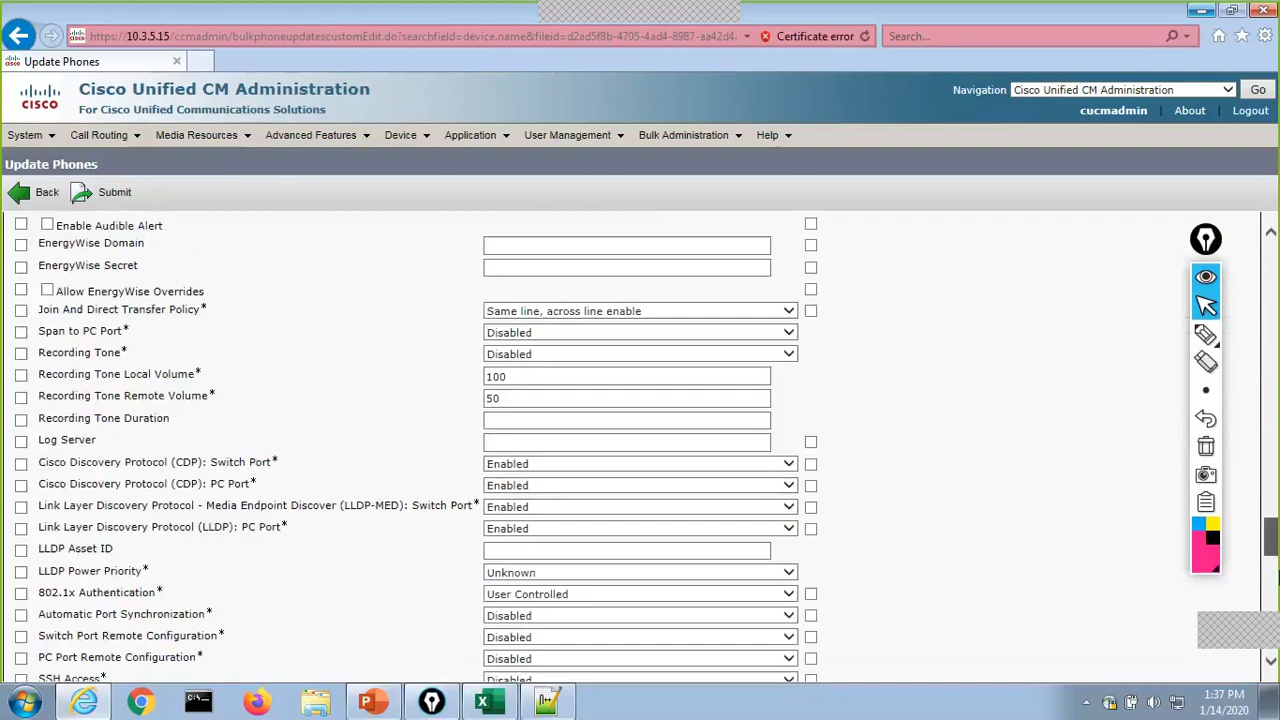 https://10.3.5.15/ccmadmin/bulkphoneupdatescustomEdit.do?searchfield=device.name&fileid=d2ad5f8b-4705-4ad4-8987-aa42d4a Certificate error Search...
Update Phones
CISCO
Cisco Unified CM Administration
For Cisco Unified Communications Solutions
Navigation Cisco Unified CM Administration Go
cucmadmin About Logout
System Call Routing Media Resources Advanced Features Device Application User Management Bulk Administration Help
Update Phones
Back Submit
Enable Audible Alert
EnergyWise Domain
EnergyWise Secret
Allow EnergyWise Overrides
Join And Direct Transfer Policy* Same line, across line enable
Span to PC Port* Disabled
Recording Tone* Disabled
Recording Tone Local Volume* 100
Recording Tone Remote Volume* 50
Recording Tone Duration
Log Server
Cisco Discovery Protocol (CDP): Switch Port* Enabled
Cisco Discovery Protocol (CDP): PC Port* Enabled
Link Layer Discovery Protocol - Media Endpoint Discover (LLDP-MED): Switch Port* Enabled
Link Layer Discovery Protocol (LLDP): PC Port* Enabled
LLDP Asset ID
LLDP Power Priority* Unknown
802.1x Authentication* User Controlled
Automatic Port Synchronization* Disabled
Switch Port Remote Configuration* Disabled
PC Port Remote Configuration* Disabled
SSH Access* Disabled
1:37 PM
1/14/2020